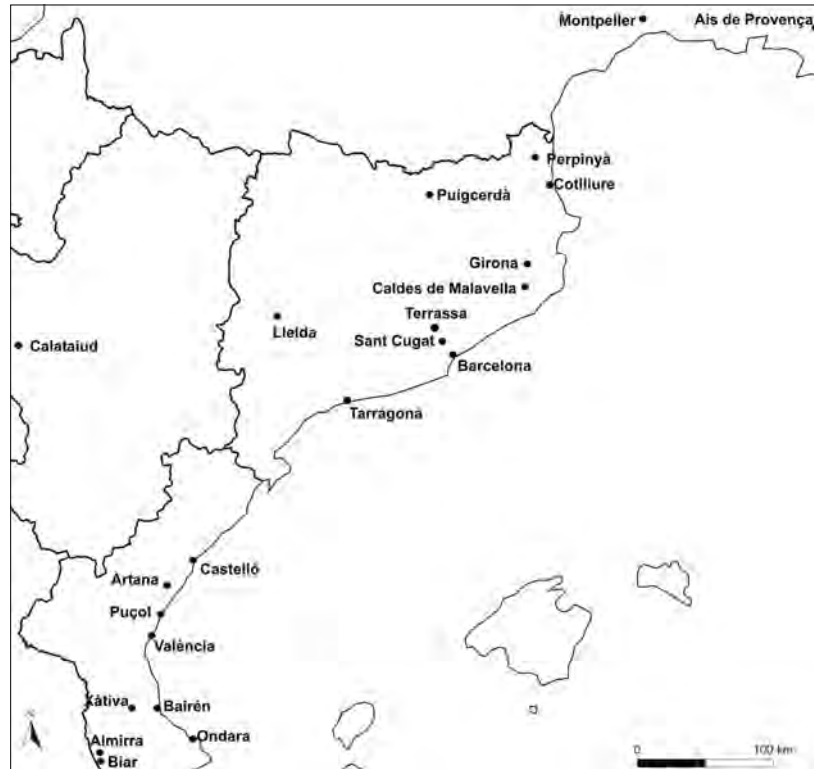 Montpeller
Ais de Provença
Perpinyà
Cotlliure
Puigcerdà
Girona
Caldes de Malavella
Terrassa
Lleida
Sant Cugat
Calataiud
Barcelona
Tarragona
Castelló
Artana
Puçol
València
Xàtiva
Bairén
Ondara
Almirra
Biar
N
0
100 km